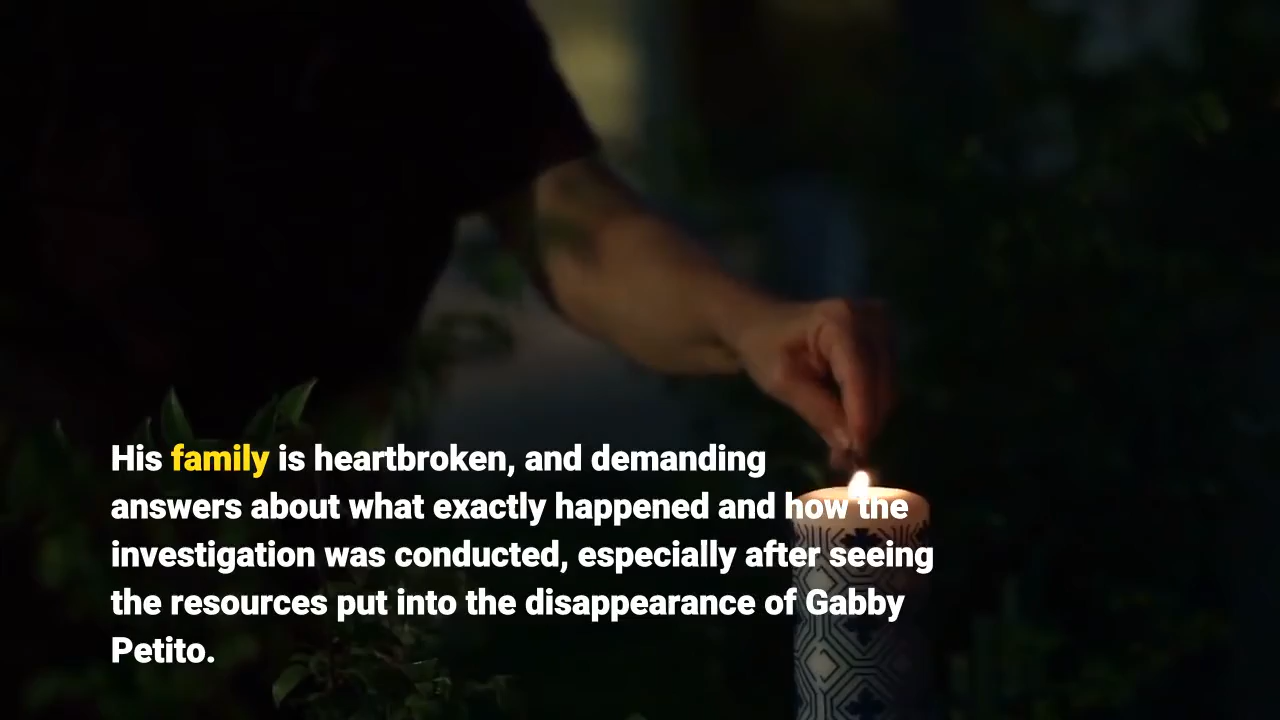 His family is heartbroken, and demanding
answers about what exactly happened and how the
investigation was conducted, especially after seeing
the resources put into the disappearance of Gabby
Petito.